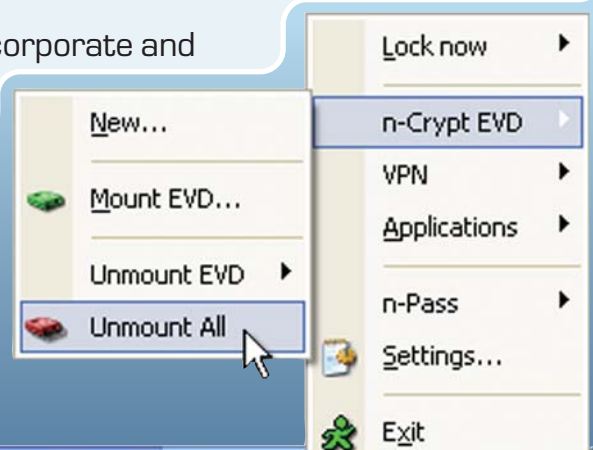 corporate and
Lock now
n-Crypt EVD
VPN
Applications
n-Pass
Settings...
Exit
New...
Mount EVD...
Unmount EVD
Unmount All